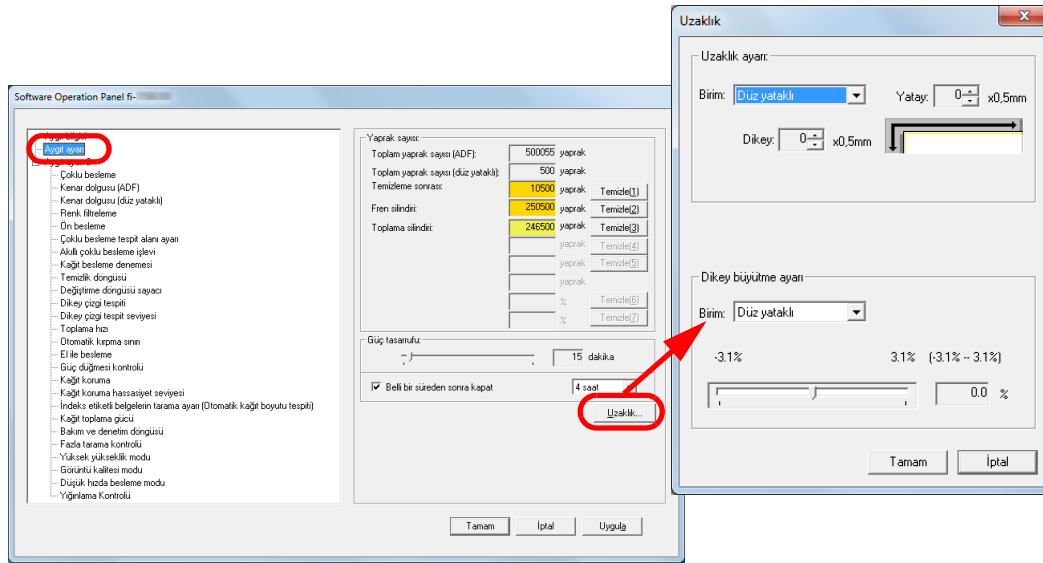 Software Operation Panel fi-
Aygıt bilgisi
Aygıt ayarı
Aygıt ayarı 2
Çoklu besleme
Kenar dolgusu (ADF)
Kenar dolgusu (düz yataklı)
Renk filtreleme
Ön besleme
Çoklu besleme tespit alanı ayarı
Akıllı çoklu besleme işlevi
Kağıt besleme denemesi
Temizlik döngüsü
Değiştirme döngüsü sayacı
Dikey çizgi tespiti
Dikey çizgi tespit seviyesi
Toplama hızı
Otomatik kırpma sınırı
El ile besleme
Güç düğmesi kontrolü
Kağıt koruma
Kağıt koruma hassasiyet seviyesi
İndeks etiketli belgelerin tarama ayarı (Otomatik kağıt boyutu tespiti)
Kağıt toplama gücü
Bakım ve denetim döngüsü
Fazla tarama kontrolü
Yüksek yükseklik modu
Görüntü kalitesi modu
Düşük hızda besleme modu
Yığınlama Kontrolü
Yaprak sayısı:
Toplam yaprak sayısı (ADF): 500055 yaprak
Toplam yaprak sayısı (düz yataklı): 500 yaprak
Temizleme sonrası: 10500 yaprak Temizle(1)
Fren silindiri: 250500 yaprak Temizle(2)
Toplama silindiri: 246500 yaprak Temizle(3)
yaprak Temizle(4)
yaprak Temizle(5)
yaprak
% Temizle(6)
% Temizle(7)
Güç tasarrufu:
15 dakika
Belli bir süreden sonra kapat 4 saat
Uzaklık...
Tamam İptal Uygula
Uzaklık
Uzaklık ayarı:
Birim: Düz yataklı Yatay: 0 x0,5mm
Dikey: 0 x0,5mm
Dikey büyütme ayarı
Birim: Düz yataklı
-3.1% 3.1% (-3.1% -- 3.1%)
0.0 %
Tamam İptal